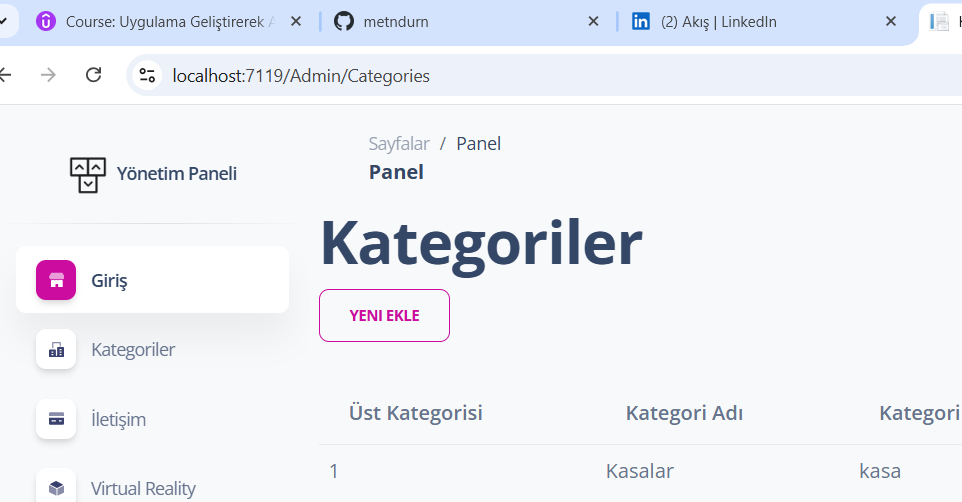 Course: Uygulama Geliştirerek A
metndurn
(2) Akış | LinkedIn
localhost:7119/Admin/Categories
Sayfalar / Panel
Panel
Yönetim Paneli
Kategoriler
Giriş
YENI EKLE
Kategoriler
Üst Kategorisi Kategori Adı Kategori
İletişim
1 Kasalar kasa
Virtual Reality